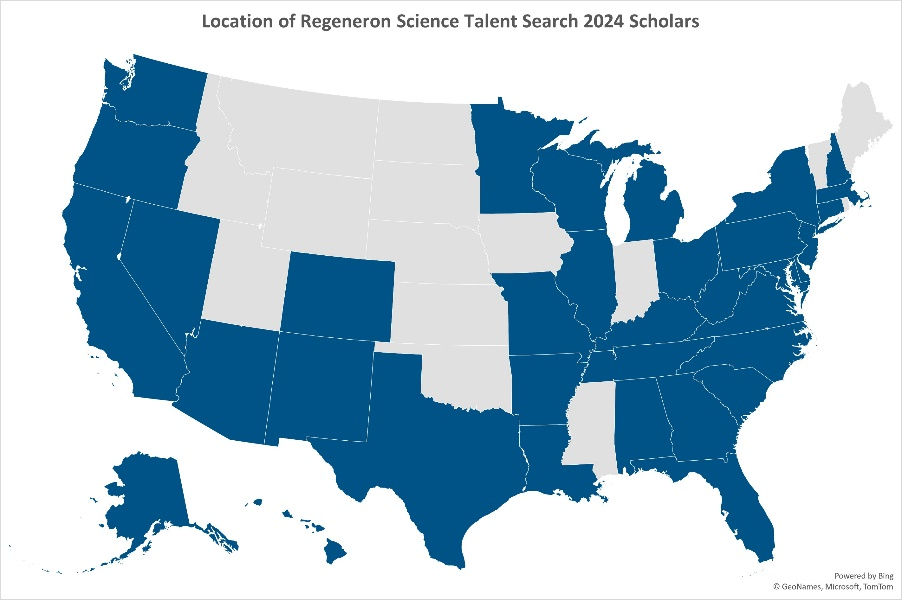 Location of Regeneron Science Talent Search 2024 Scholars
Powered by Bing
© GeoNames, Microsoft, TomTom